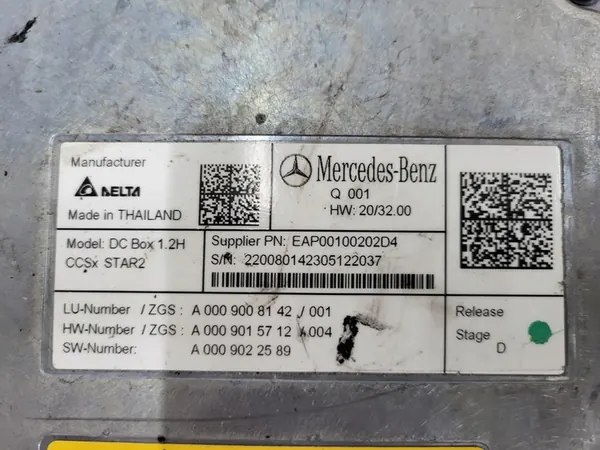 Manufacturer
DELTA
Made in THAILAND
Mercedes-Benz
Q 001
HW: 20/32.00
Model: DC Box 1.2H
CCSx STAR2
Supplier PN: EAP00100202D4
S/N: 220080142305122037
LU-Number / ZGS : A 000 900 81 42 / 001
HW-Number / ZGS : A 000 901 57 12 / 004
SW-Number: A 000 902 25 89
Release
Stage
D